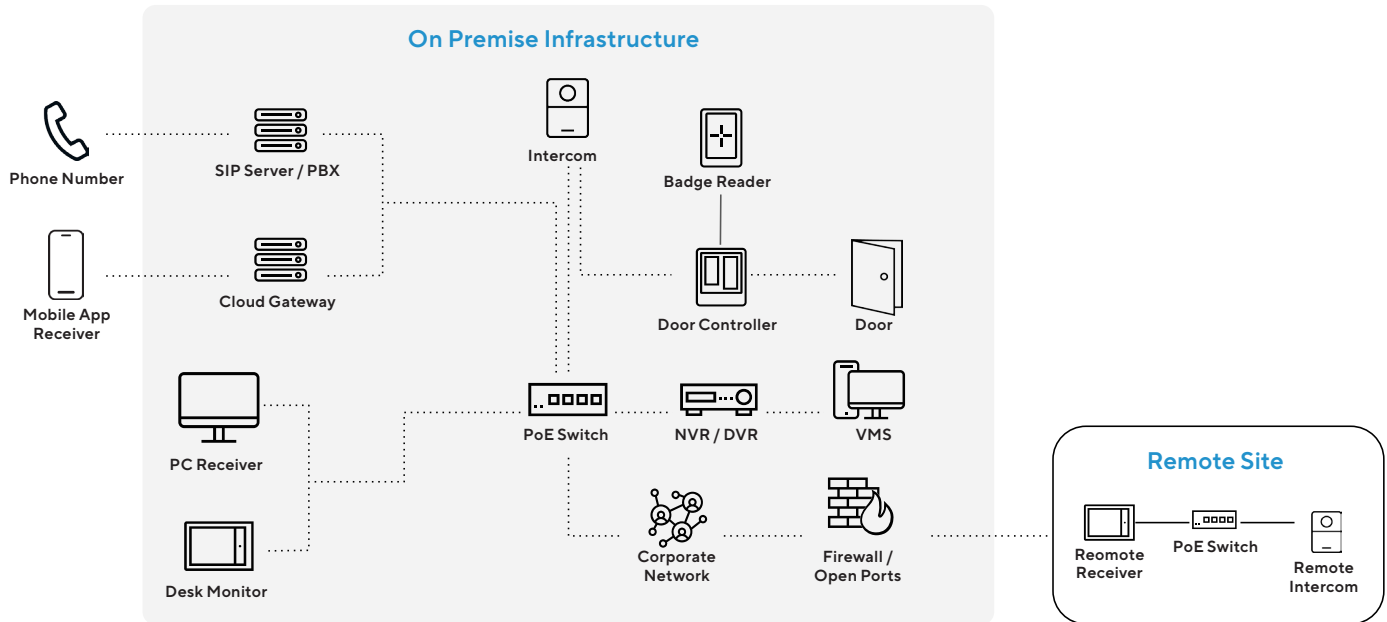 On Premise Infrastructure
Phone Number
SIP Server / PBX
Intercom
Badge Reader
Mobile App
Receiver
Cloud Gateway
Door Controller
Door
PC Receiver
PoE Switch
NVR / DVR
VMS
Desk Monitor
Corporate
Network
Firewall /
Open Ports
Remote Site
Reomote
Receiver
PoE Switch
Remote
Intercom